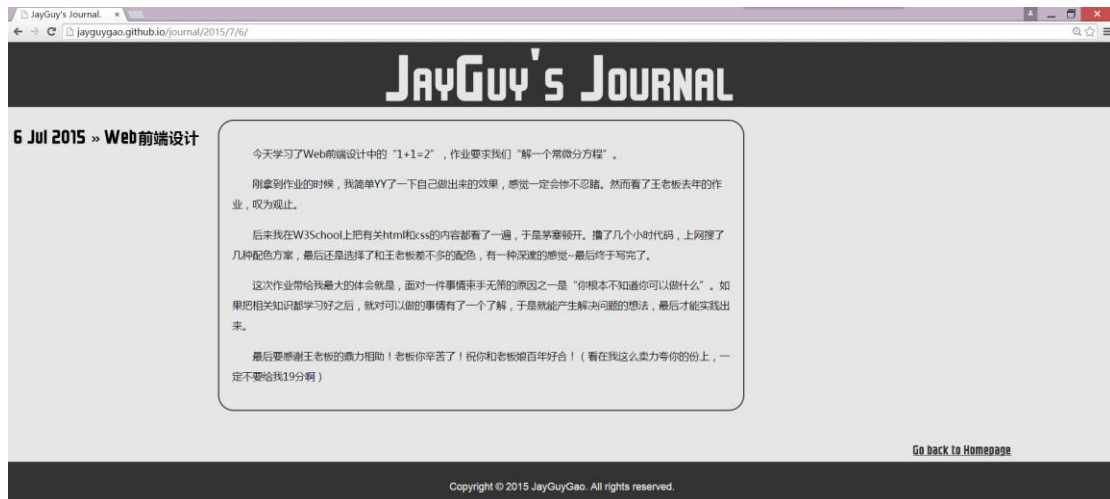 JayGuy's Journal.
jayguygao.github.io/journal/2015/7/6/
JayGuy's Journal
6 Jul 2015 » Web前端设计
今天学习了Web前端设计中的“1+1=2”，作业要求我们“解一个常微分方程”。
刚拿到作业的时候，我简单YY了一下自己做出来的效果，感觉一定会惨不忍睹。然而看了王老板去年的作
业，叹为观止。
后来我在W3School上把有关html和css的内容都看了一遍，于是茅塞顿开。撸了几个小时代码，上网搜了
几种配色方案，最后还是选择了和王老板差不多的配色，有一种深邃的感觉~最后终于写完了。
这次作业带给我最大的体会就是，面对一件事情束手无策的原因之一是“你根本不知道你可以做什么”。如
果把相关知识都学习好之后，就对可以做的事情有了一个了解，于是就能产生解决问题的想法，最后才能实践出
来。
最后要感谢王老板的鼎力相助！老板你辛苦了！祝你和老板娘百年好合！（看在我这么卖力夸你的份上，一
定不要给我19分啊）
Go back to Homepage
Copyright © 2015 JayGuyGao. All rights reserved.